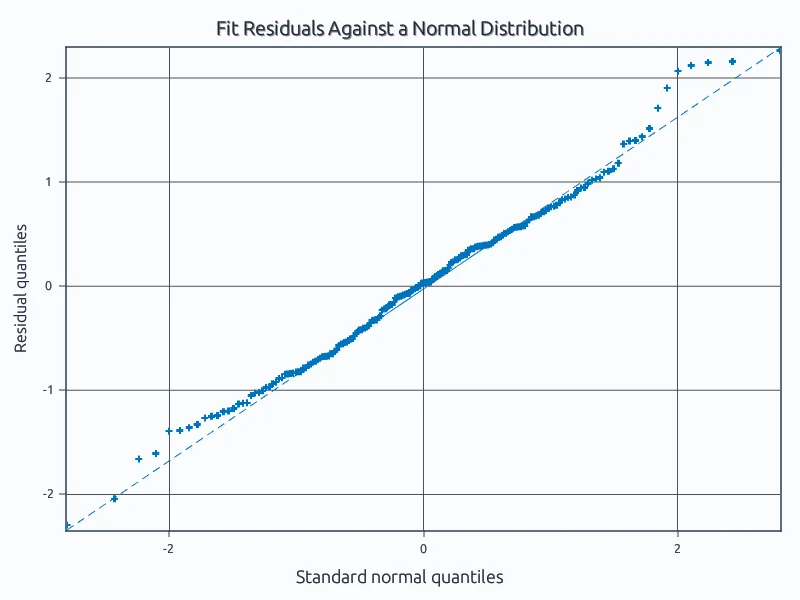 Fit Residuals Against a Normal Distribution
2
1
0
-1
-2
Residual quantiles
-2
0
2
Standard normal quantiles